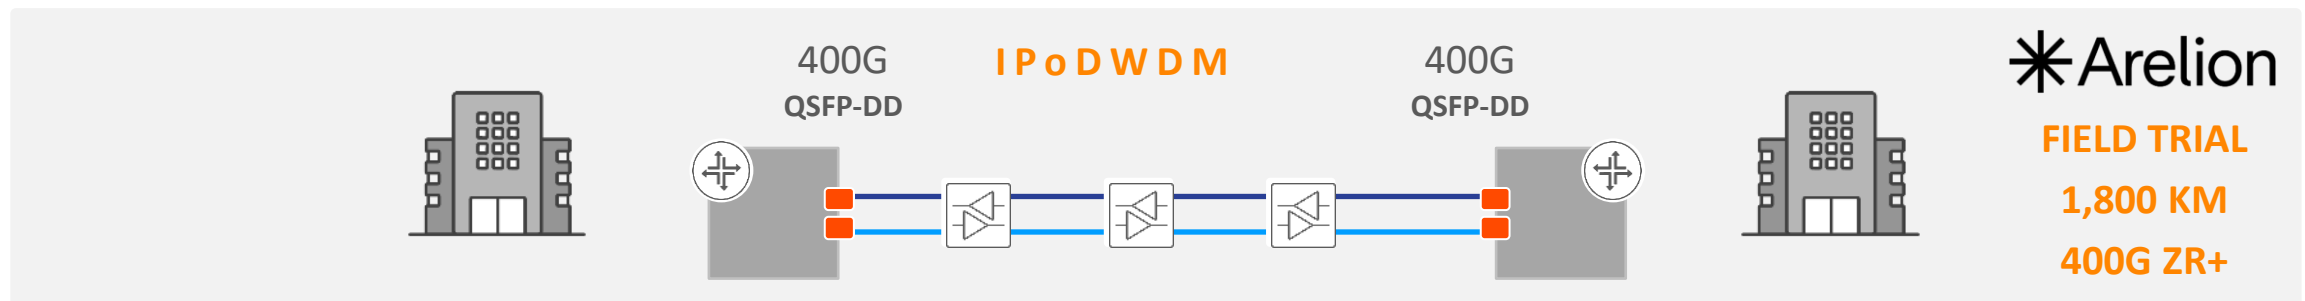 400G
QSFP-DD
IPoDWDM
400G
QSFP-DD
Arelion
FIELD TRIAL
1,800 KM
400G ZR+